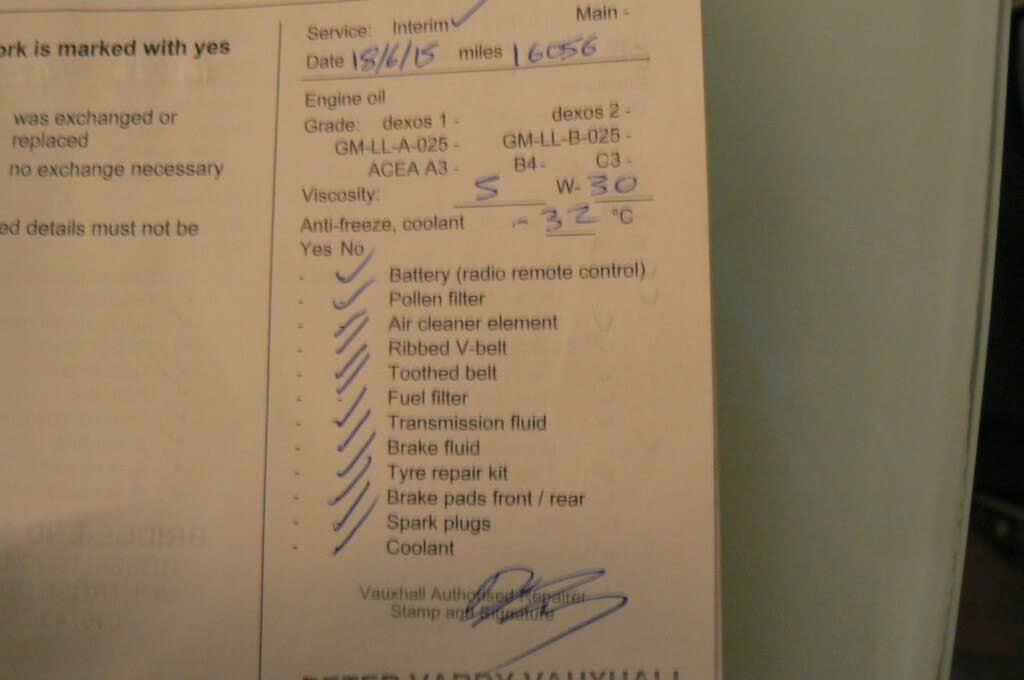 ork is marked with yes
was exchanged or
replaced
no exchange necessary
ed details must not be
Service: Interim ✓ Main -
Date 18/6/15 miles 16056
Engine oil
Grade: dexos 1 - dexos 2 -
GM-LL-A-025 - GM-LL-B-025 -
ACEA A3 - B4- C3 -
Viscosity: 5 W- 30
Anti-freeze, coolant - 32 °C
Yes No
- ✓ Battery (radio remote control)
- ✓ Pollen filter
- ✓ Air cleaner element
- ✓ Ribbed V-belt
- ✓ Toothed belt
- - Fuel filter
- ✓ Transmission fluid
- ✓ Brake fluid
- ✓ Tyre repair kit
- ✓ Brake pads front / rear
- ✓ Spark plugs
- ✓ Coolant
Vauxhall Authorised Repairer
Stamp and Signature
PETER VARDY VAUXHALL